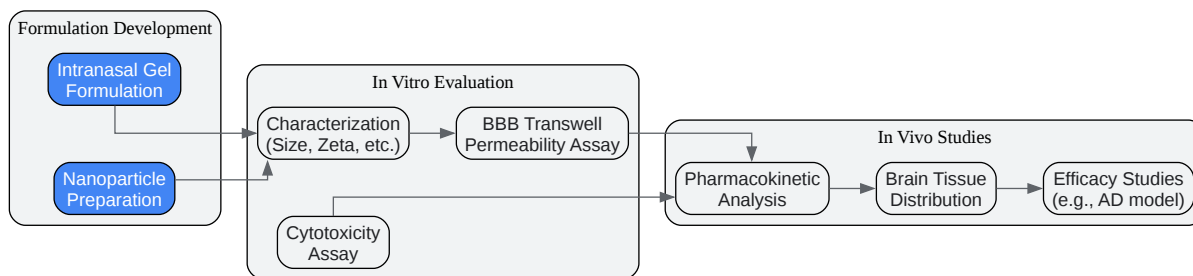 Formulation Development
Intranasal Gel
Formulation
Nanoparticle
Preparation
In Vitro Evaluation
Characterization
(Size, Zeta, etc.)
BBB Transwell
Permeability Assay
Cytotoxicity
Assay
In Vivo Studies
Pharmacokinetic
Analysis
Brain Tissue
Distribution
Efficacy Studies
(e.g., AD model)